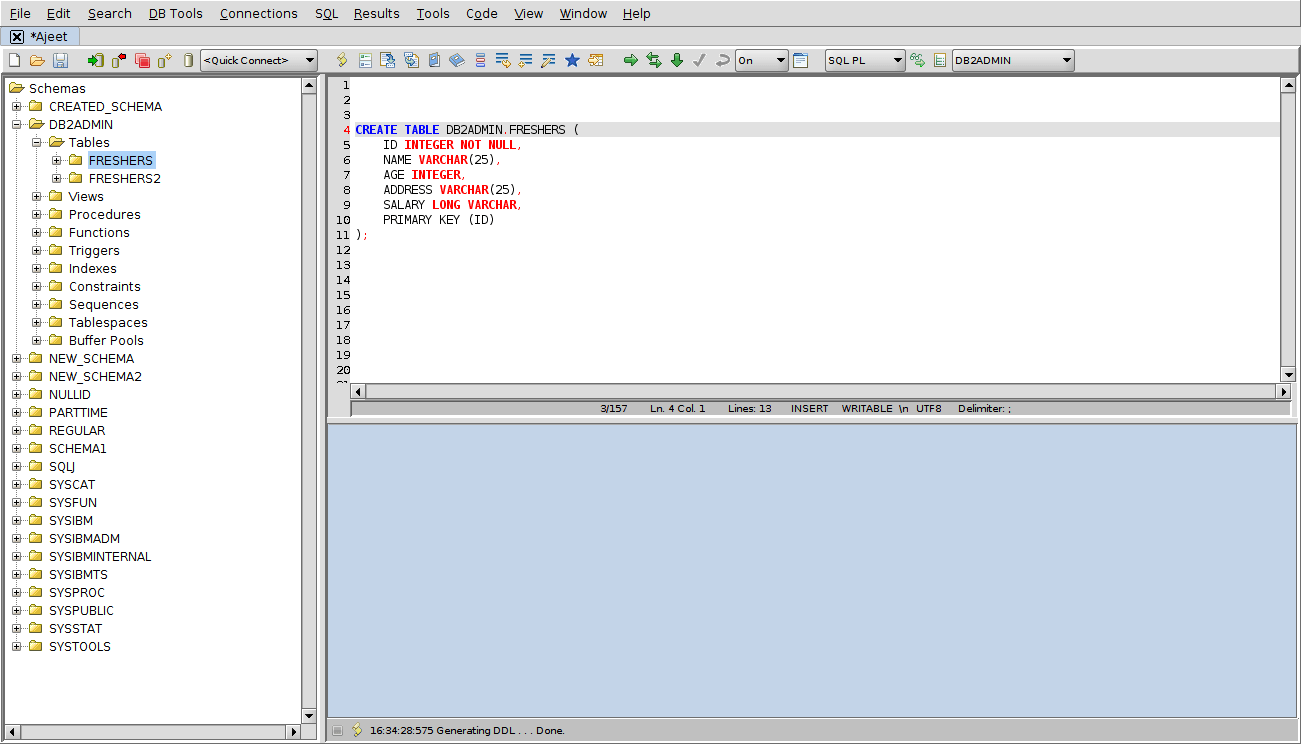 File Edit Search DB Tools Connections SQL Results Tools Code View Window Help
*Ajeet
<Quick Connect> On SQL PL DB2ADMIN
Schemas
CREATED_SCHEMA
DB2ADMIN
Tables
FRESHERS
FRESHERS2
Views
Procedures
Functions
Triggers
Indexes
Constraints
Sequences
Tablespaces
Buffer Pools
NEW_SCHEMA
NEW_SCHEMA2
NULLID
PARTTIME
REGULAR
SCHEMA1
SQLJ
SYSCAT
SYSFUN
SYSIBM
SYSIBMADM
SYSIBMINTERNAL
SYSIBMTS
SYSPROC
SYSPUBLIC
SYSSTAT
SYSTOOLS
1
2
3
4 CREATE TABLE DB2ADMIN.FRESHERS (
5 ID INTEGER NOT NULL,
6 NAME VARCHAR(25),
7 AGE INTEGER,
8 ADDRESS VARCHAR(25),
9 SALARY LONG VARCHAR,
10 PRIMARY KEY (ID)
11 );
12
13
14
15
16
17
18
19
20
3/157 Ln. 4 Col. 1 Lines: 13 INSERT WRITABLE \n UTF8 Delimiter: ;
16:34:28:575 Generating DDL . . . Done.